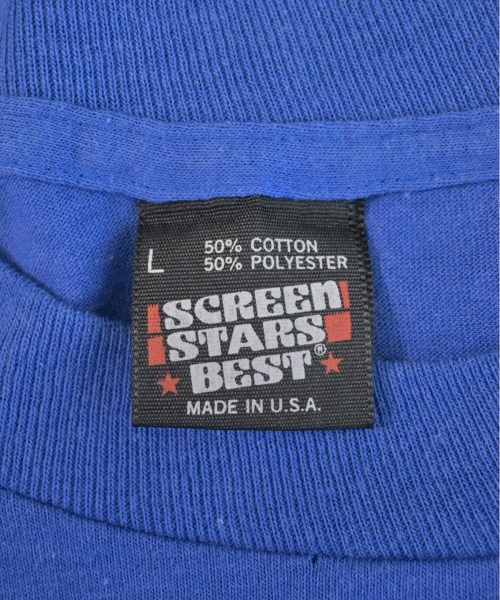 L
50% COTTON
50% POLYESTER
SCREEN
STARS
BEST®
MADE IN U.S.A.